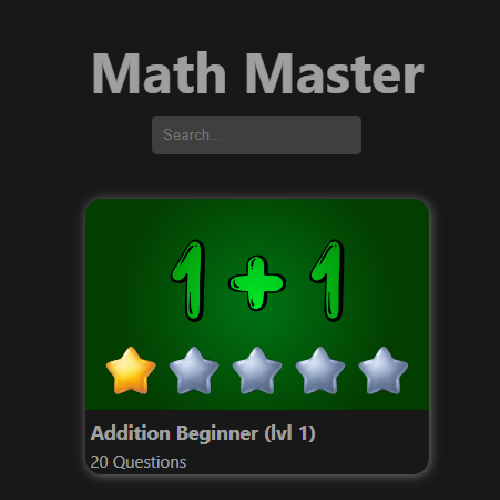 Math Master
Search...
1 + 1
Addition Beginner (lvl 1)
20 Questions